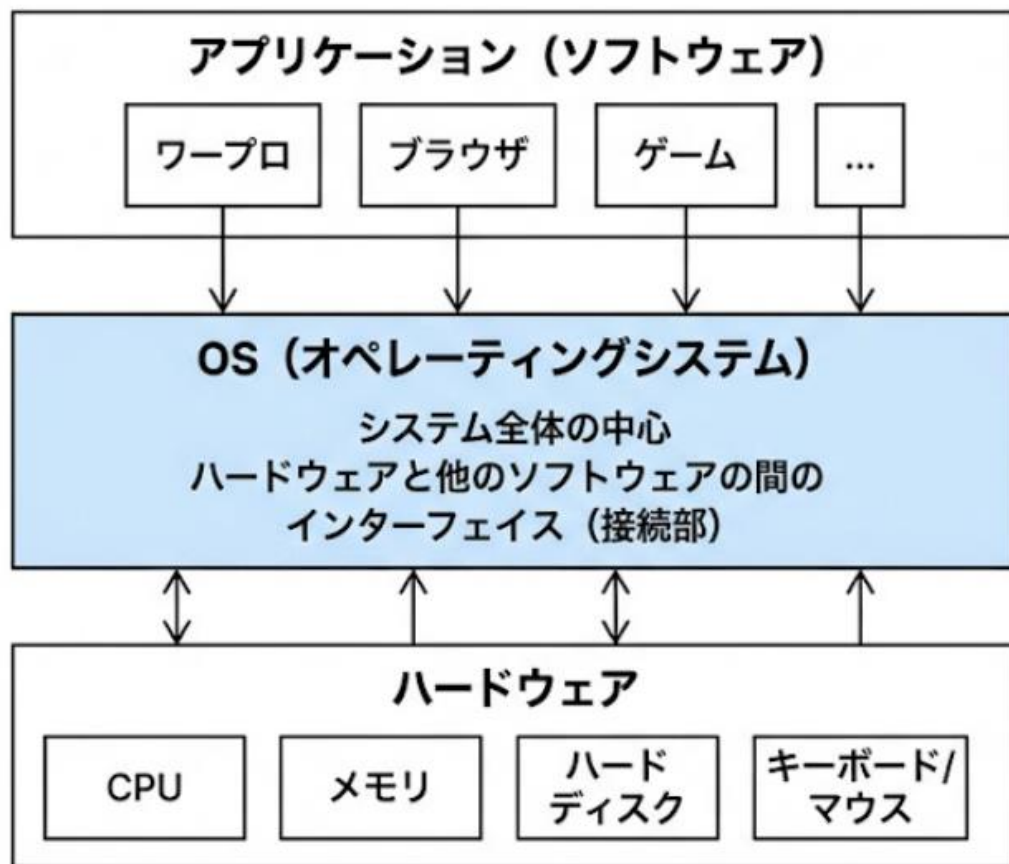 アプリケーション（ソフトウェア）
ワープロ
ブラウザ
ゲーム
...
OS（オペレーティングシステム）
システム全体の中心
ハードウェアと他のソフトウェアの間の
インターフェイス（接続部）
ハードウェア
CPU
メモリ
ハード
ディスク
キーボード/
マウス